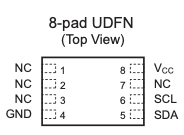 8-pad UDFN
(Top View)
NC 1 8 VCC
NC 2 7 NC
NC 3 6 SCL
GND 4 5 SDA